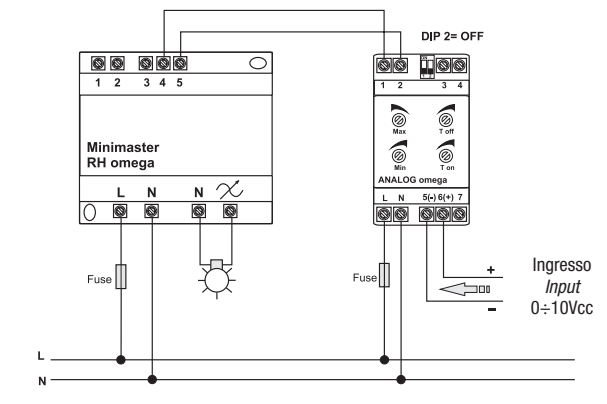 DIP 2= OFF
1 2 3 4 5
1 2 3 4
Minimaster
RH omega
Max T off
Min T on
ANALOG omega
L N N
L N 5(-) 6(+) 7
Fuse
Fuse
+
-
Ingresso
Input
0÷10Vcc
L
N